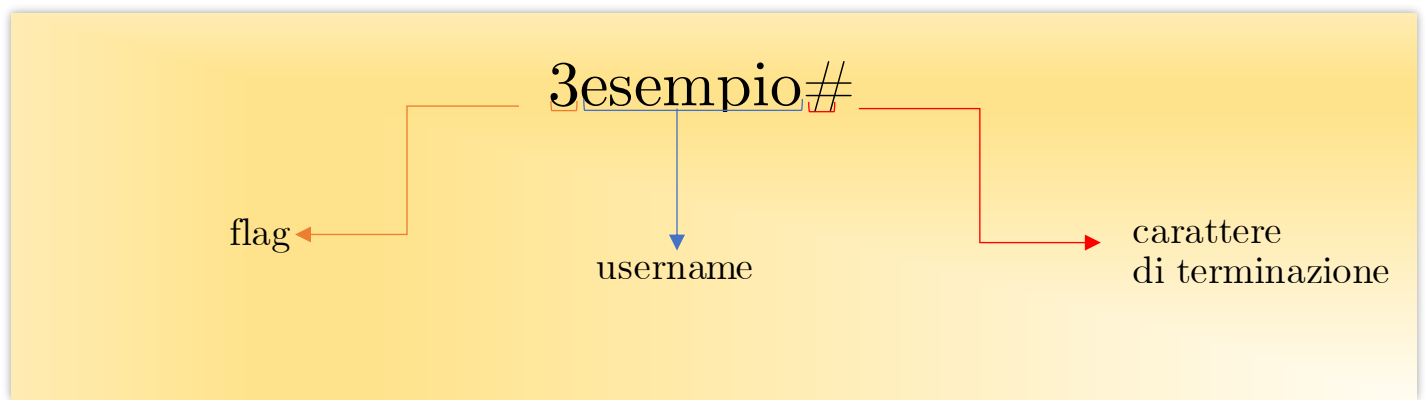 3esempio#
flag
username
carattere
di terminazione